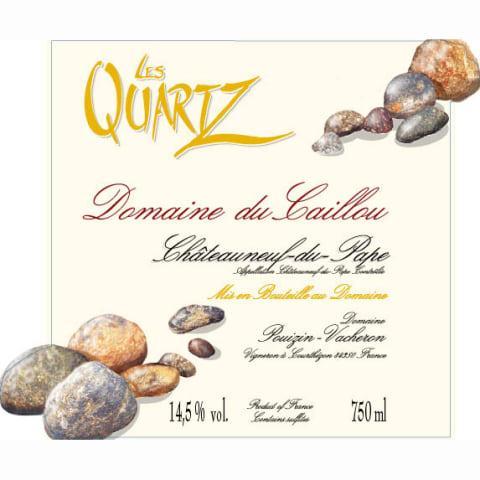 LES
QUARTZ
Domaine du Caillou
Châteauneuf-du-Pape
Appellation Châteauneuf-du-Pape Contrôlée
Mis en Bouteille au Domaine
Domaine
Pouizin-Vacheron
Vigneron à Courthézon 84350 France
14,5% vol.
Product of France
Contains sulfites
750 ml